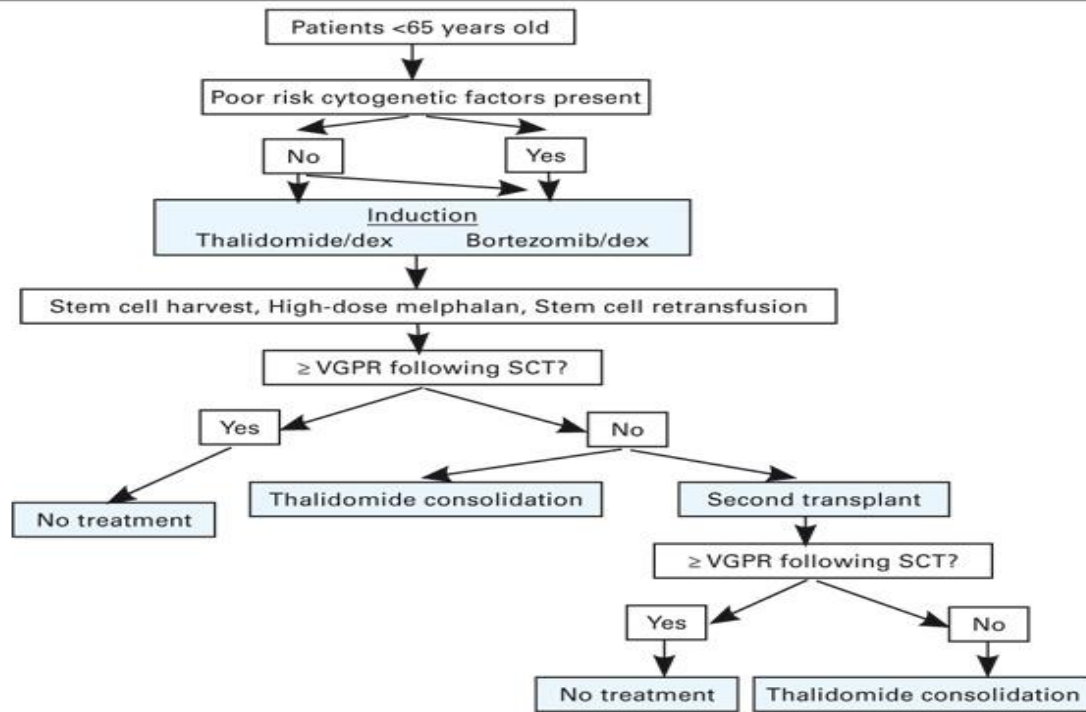 Patients <65 years old
Poor risk cytogenetic factors present
No
Yes
Induction
Thalidomide/dex Bortezomib/dex
Stem cell harvest, High-dose melphalan, Stem cell retransfusion
≥ VGPR following SCT?
Yes
No
No treatment
Thalidomide consolidation
Second transplant
≥ VGPR following SCT?
Yes
No
No treatment
Thalidomide consolidation